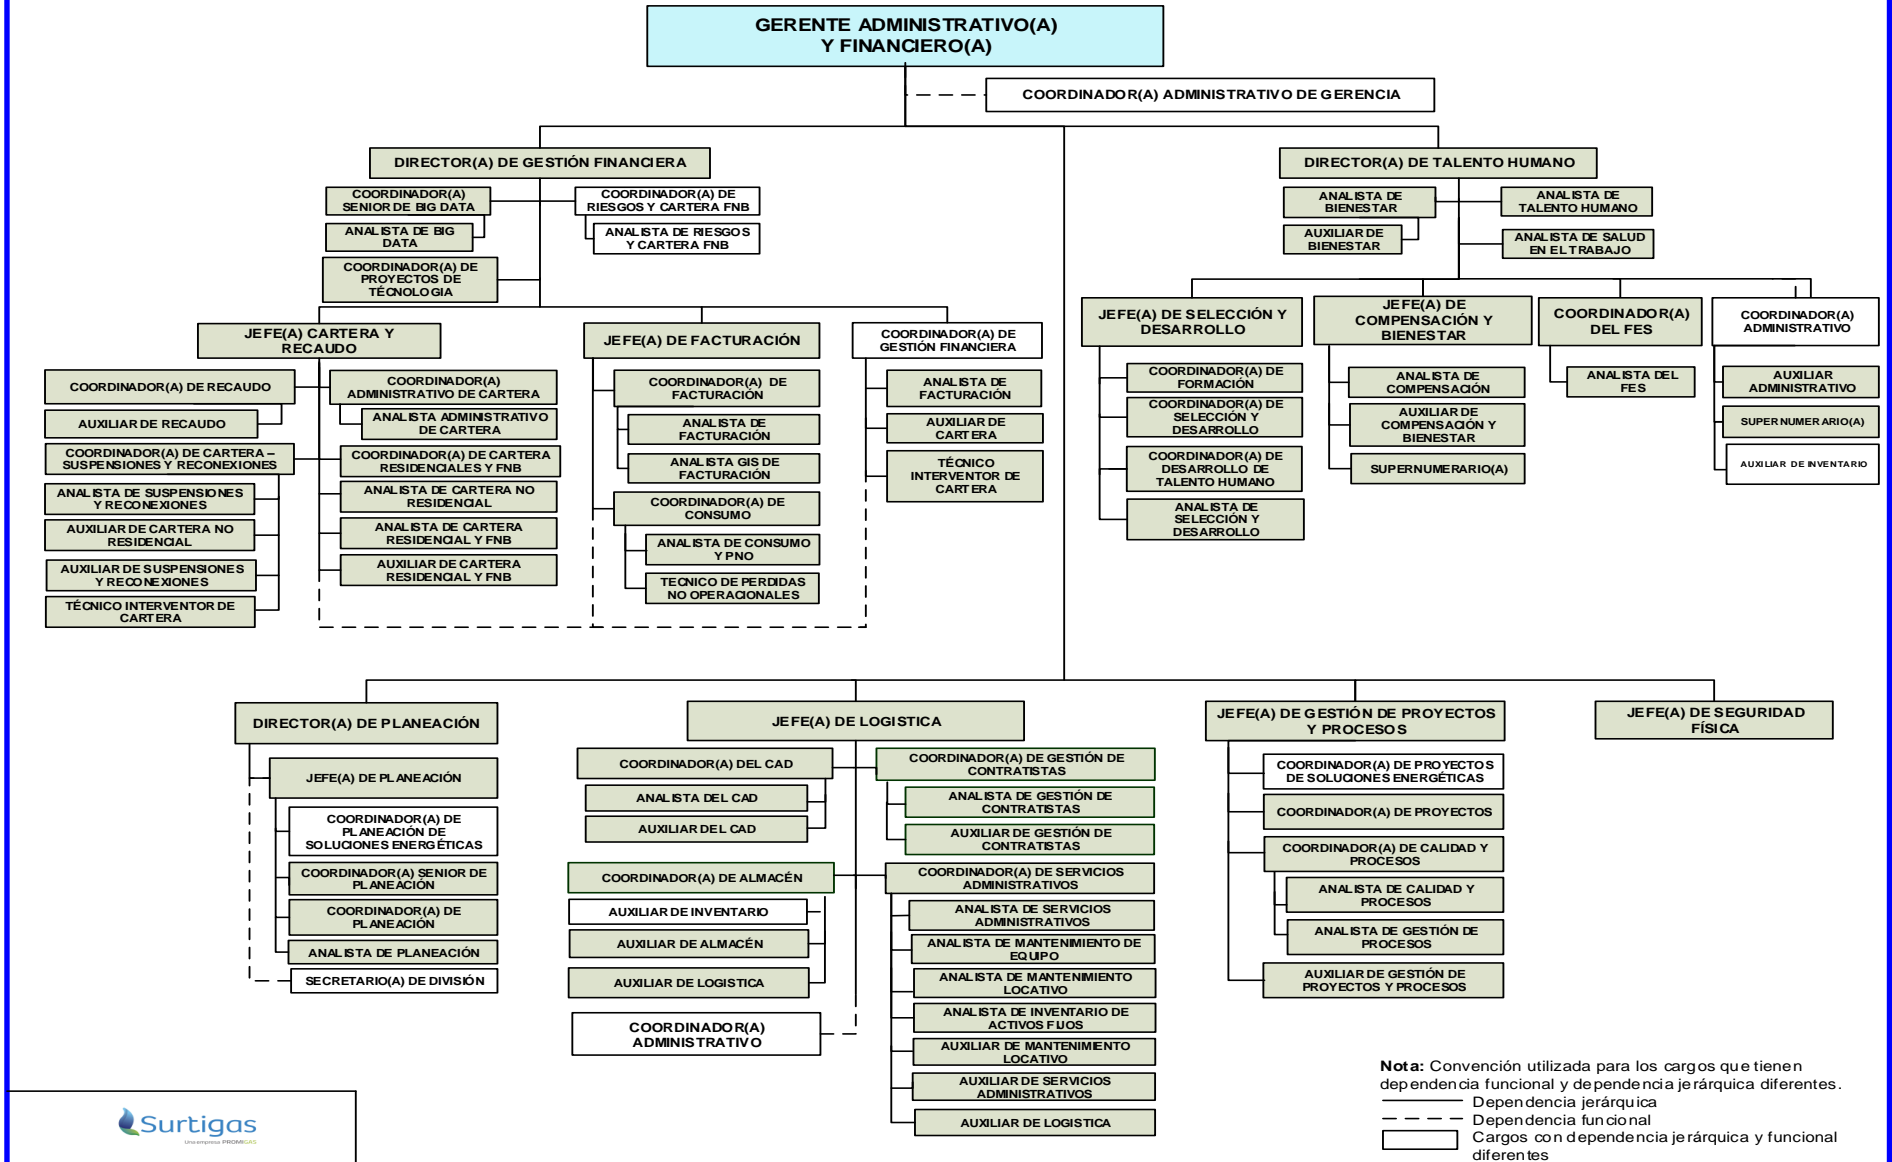 GERENTE ADMINISTRATIVO(A)
Y FINANCIERO(A)
COORDINADOR(A) ADMINISTRATIVO DE GERENCIA
DIRECTOR(A) DE GESTIÓN FINANCIERA
COORDINADOR(A)
SENIOR DE BIG DATA
COORDINADOR(A) DE
RIESGOS Y CARTERA FNB
ANALISTA DE BIG
DATA
ANALISTA DE RIESGOS
Y CARTERA FNB
COORDINADOR(A) DE
PROYECTOS DE
TÉCNOLOGIA
JEFE(A) CARTERA Y
RECAUDO
COORDINADOR(A) DE RECAUDO
AUXILIAR DE RECAUDO
COORDINADOR(A) DE CARTERA –
SUSPENSIONES Y RECONEXIONES
ANALISTA DE SUSPENSIONES
Y RECONEXIONES
AUXILIAR DE CARTERA NO
RESIDENCIAL
AUXILIAR DE SUSPENSIONES
Y RECONEXIONES
TÉCNICO INTERVENTOR DE
CARTERA
COORDINADOR(A)
ADMINISTRATIVO DE CARTERA
ANALISTA ADMINISTRATIVO
DE CARTERA
COORDINADOR(A) DE CARTERA
RESIDENCIALES Y FNB
ANALISTA DE CARTERA NO
RESIDENCIAL
ANALISTA DE CARTERA
RESIDENCIAL Y FNB
AUXILIAR DE CARTERA
RESIDENCIAL Y FNB
JEFE(A) DE FACTURACIÓN
COORDINADOR(A) DE
FACTURACIÓN
ANALISTA DE
FACTURACIÓN
ANALISTA GIS DE
FACTURACIÓN
COORDINADOR(A) DE
CONSUMO
ANALISTA DE CONSUMO
Y PNO
TECNICO DE PERDIDAS
NO OPERACIONALES
COORDINADOR(A) DE
GESTIÓN FINANCIERA
ANALISTA DE
FACTURACIÓN
AUXILIAR DE
CARTERA
TÉCNICO
INTERVENTOR DE
CARTERA
DIRECTOR(A) DE TALENTO HUMANO
ANALISTA DE
BIENESTAR
ANALISTA DE
TALENTO HUMANO
AUXILIAR DE
BIENESTAR
ANALISTA DE SALUD
EN EL TRABAJO
JEFE(A) DE SELECCIÓN Y
DESARROLLO
COORDINADOR(A) DE
FORMACIÓN
COORDINADOR(A) DE
SELECCIÓN Y
DESARROLLO
COORDINADOR(A) DE
DESARROLLO DE
TALENTO HUMANO
ANALISTA DE
SELECCIÓN Y
DESARROLLO
JEFE(A) DE
COMPENSACIÓN Y
BIENESTAR
ANALISTA DE
COMPENSACIÓN
AUXILIAR DE
COMPENSACIÓN Y
BIENESTAR
SUPERNUMERARIO(A)
COORDINADOR(A)
DEL FES
ANALISTA DEL
FES
COORDINADOR(A)
ADMINISTRATIVO
AUXILIAR
ADMINISTRATIVO
SUPERNUMERARIO(A)
AUXILIAR DE INVENTARIO
DIRECTOR(A) DE PLANEACIÓN
JEFE(A) DE PLANEACIÓN
COORDINADOR(A) DE
PLANEACIÓN DE
SOLUCIONES ENERGÉTICAS
COORDINADOR(A) SENIOR DE
PLANEACIÓN
COORDINADOR(A) DE
PLANEACIÓN
ANALISTA DE PLANEACIÓN
SECRETARIO(A) DE DIVISIÓN
JEFE(A) DE LOGISTICA
COORDINADOR(A) DEL CAD
ANALISTA DEL CAD
AUXILIAR DEL CAD
COORDINADOR(A) DE ALMACÉN
AUXILIAR DE INVENTARIO
AUXILIAR DE ALMACÉN
AUXILIAR DE LOGISTICA
COORDINADOR(A)
ADMINISTRATIVO
COORDINADOR(A) DE GESTIÓN DE
CONTRATISTAS
ANALISTA DE GESTIÓN DE
CONTRATISTAS
AUXILIAR DE GESTIÓN DE
CONTRATISTAS
COORDINADOR(A) DE SERVICIOS
ADMINISTRATIVOS
ANALISTA DE SERVICIOS
ADMINISTRATIVOS
ANALISTA DE MANTENIMIENTO DE
EQUIPO
ANALISTA DE MANTENIMIENTO
LOCATIVO
ANALISTA DE INVENTARIO DE
ACTIVOS FIJOS
AUXILIAR DE MANTENIMIENTO
LOCATIVO
AUXILIAR DE SERVICIOS
ADMINISTRATIVOS
AUXILIAR DE LOGISTICA
JEFE(A) DE GESTIÓN DE PROYECTOS
Y PROCESOS
COORDINADOR(A) DE PROYECTOS
DE SOLUCIONES ENERGÉTICAS
COORDINADOR(A) DE PROYECTOS
COORDINADOR(A) DE CALIDAD Y
PROCESOS
ANALISTA DE CALIDAD Y
PROCESOS
ANALISTA DE GESTIÓN DE
PROCESOS
AUXILIAR DE GESTIÓN DE
PROYECTOS Y PROCESOS
JEFE(A) DE SEGURIDAD
FÍSICA
Nota: Convención utilizada para los cargos que tienen
dependencia funcional y dependencia jerárquica diferentes.
Dependencia jerárquica
Dependencia funcional
Cargos con dependencia jerárquica y funcional
diferentes
Surtigas
Una empresa PROMIGAS